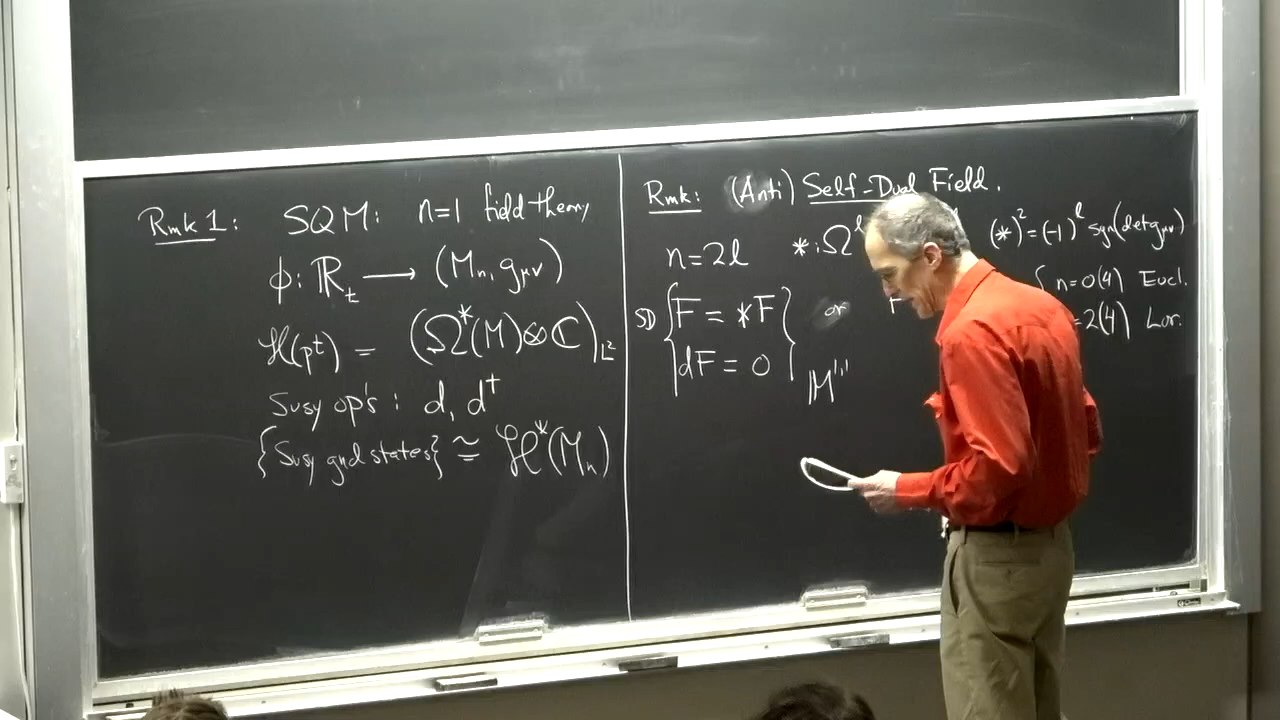 Rmk 1: SQM: n=1 field theory
ϕ: ℝ_t ⟶ (M_n, g_μν)
ℋ(pt) = (Ω*(M)⊗ℂ)_L²
Susy op's: d, d†
{Susy gnd states} ≅ ℋ*(M_n)
Rmk: (Anti) Self-Dual Field.
n=2l *:Ω^l (*)²=(-1)^l sgn(det g_μν)
{ n=0(4) Eucl.
=2(4) Lor.
SD { F = *F } or F
dF = 0
𝕄^1,1